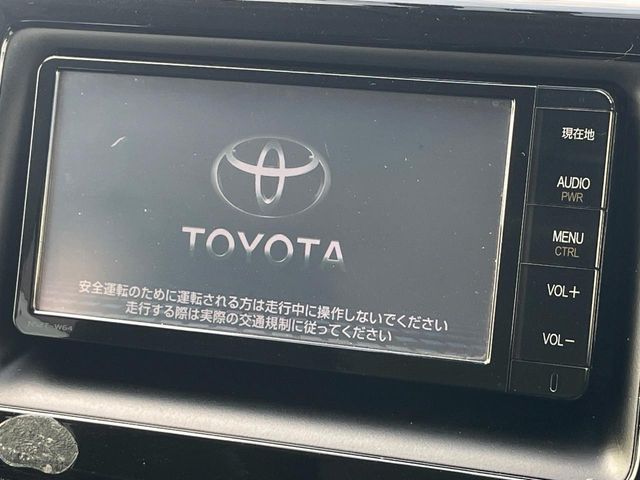 TOYOTA
安全運転のために運転される方は走行中に操作しないでください
走行する際は実際の交通規制に従ってください
現在地
AUDIO
PWR
MENU
CTRL
VOL+
VOL−